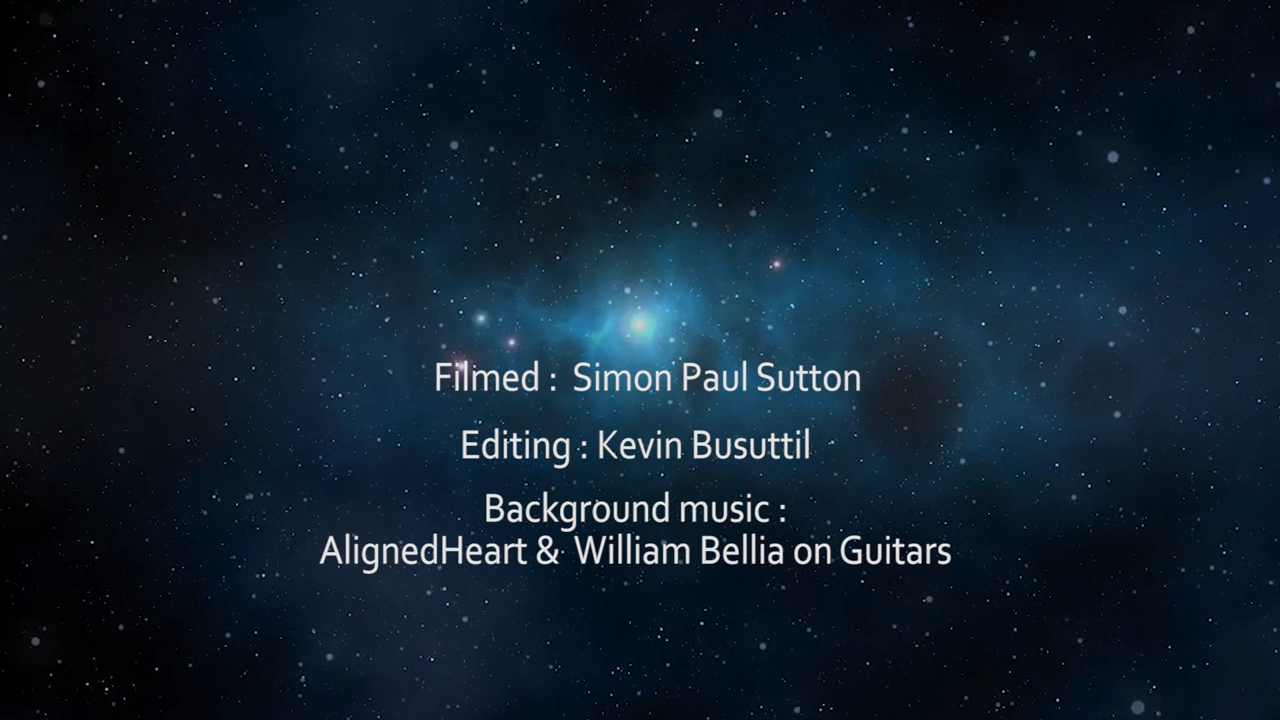 Filmed :  Simon Paul Sutton
Editing : Kevin Busuttil
Background music :
AlignedHeart &  William Bellia on Guitars